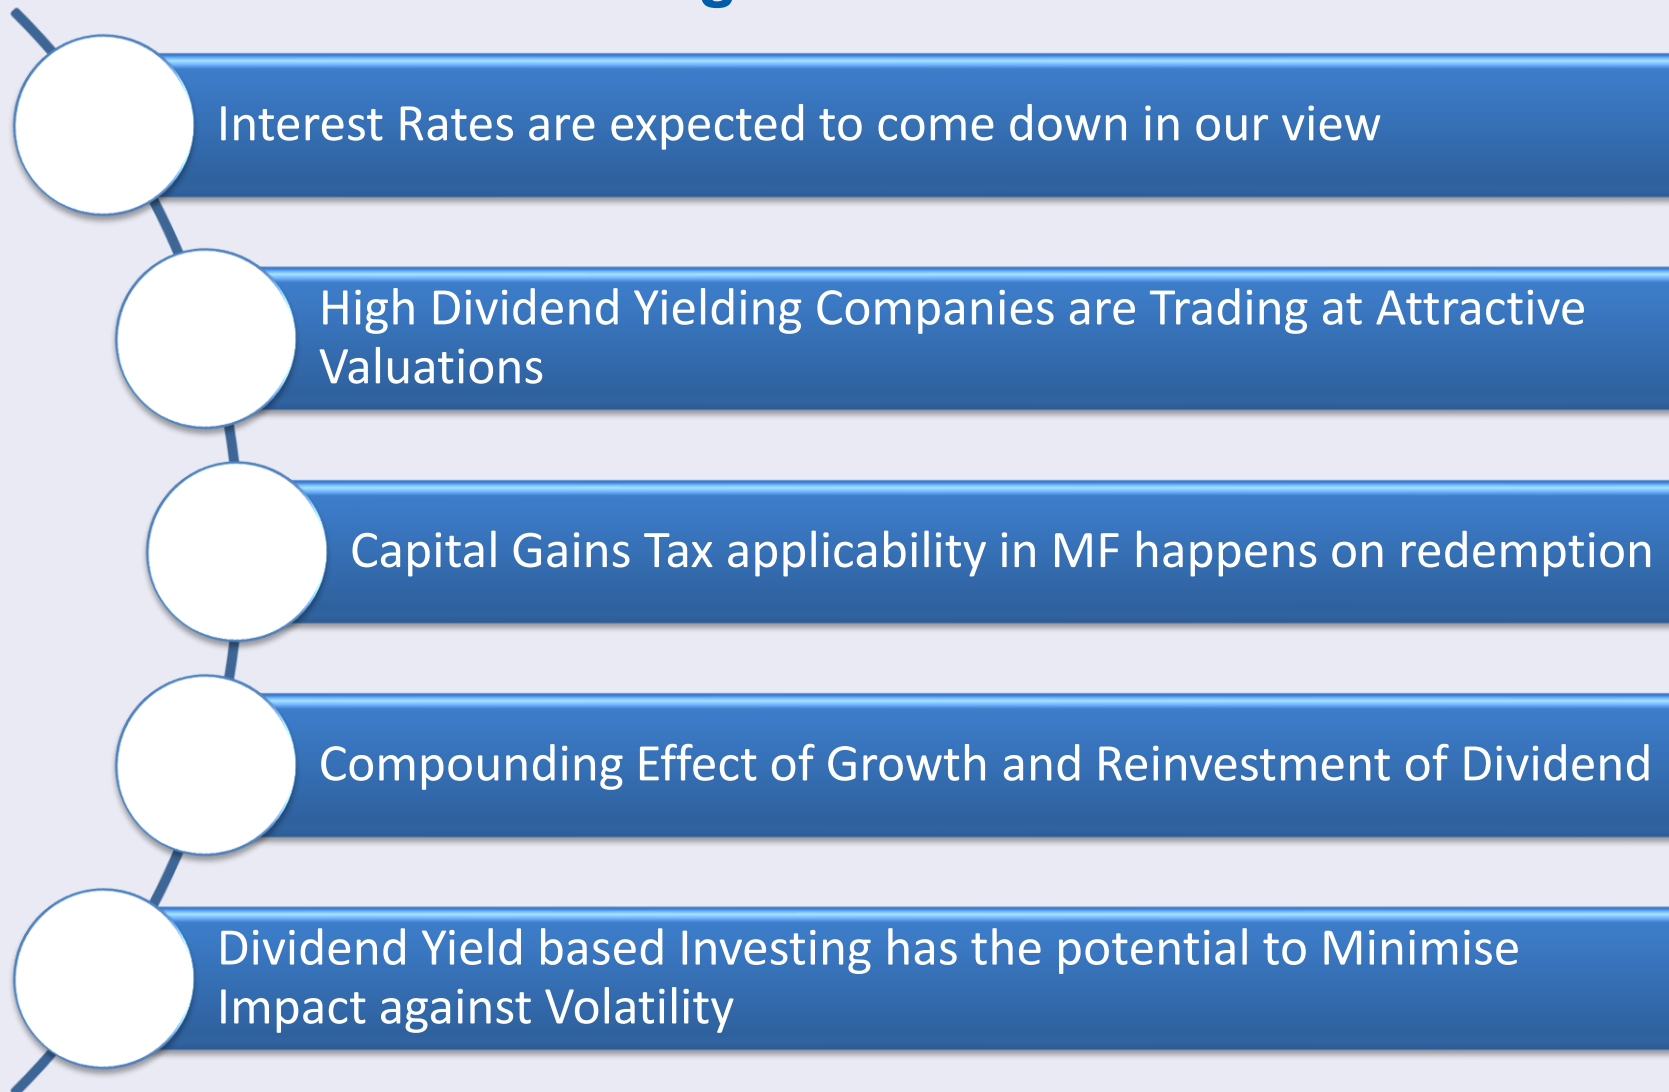 Interest Rates are expected to come down in our view
High Dividend Yielding Companies are Trading at Attractive
Valuations
Capital Gains Tax applicability in MF happens on redemption
Compounding Effect of Growth and Reinvestment of Dividend
Dividend Yield based Investing has the potential to Minimise
Impact against Volatility